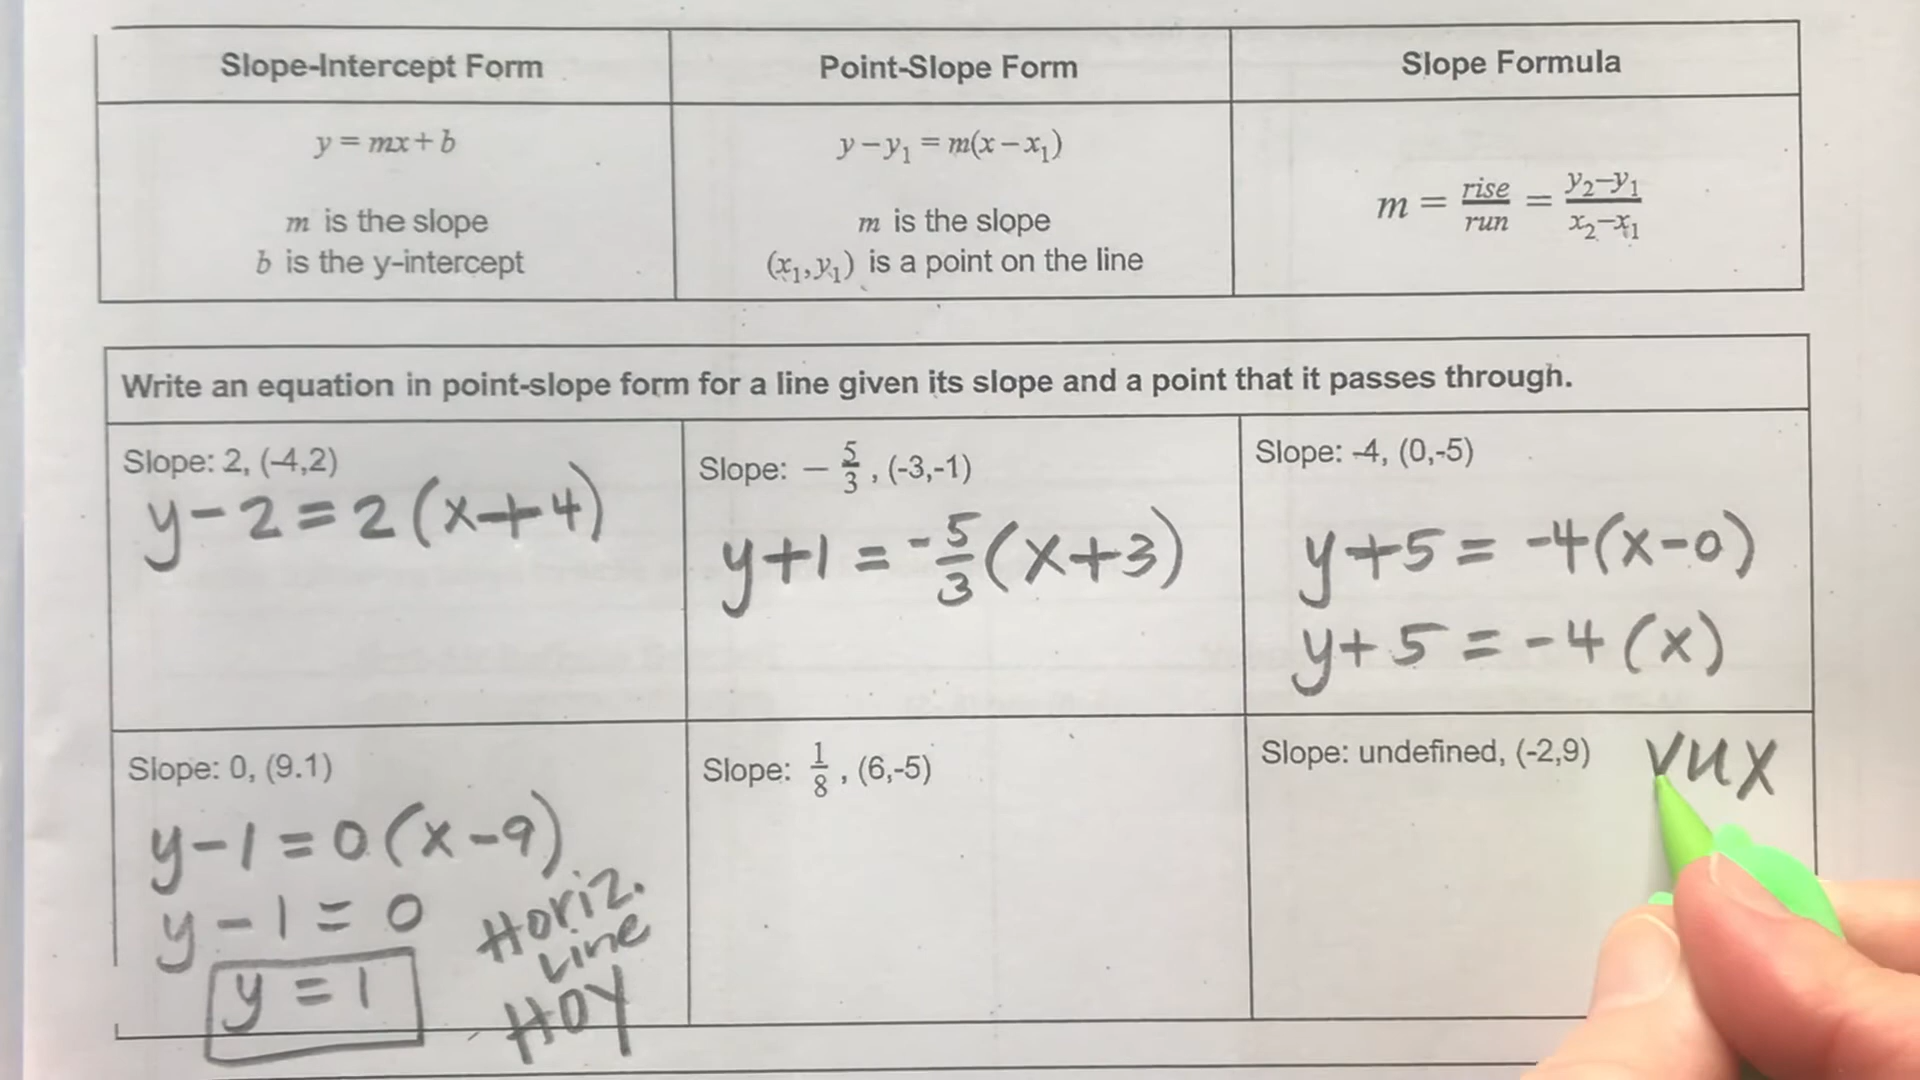 Slope-Intercept Form
y = mx + b
m is the slope
b is the y-intercept
Point-Slope Form
y − y₁ = m(x − x₁)
m is the slope
(x₁, y₁) is a point on the line
Slope Formula
m = rise/run = y₂−y₁/x₂−x₁
Write an equation in point-slope form for a line given its slope and a point that it passes through.
Slope: 2, (-4,2)
y-2=2(x+4)
Slope: − 5/3 , (-3,-1)
y+1=-5/3(x+3)
Slope: -4, (0,-5)
y+5=-4(x-0)
y+5=-4(x)
Slope: 0, (9.1)
y-1=0(x-9)
y-1=0
y=1
Horiz.
Line
HOY
Slope: 1/8 , (6,-5)
Slope: undefined, (-2,9)
VUX